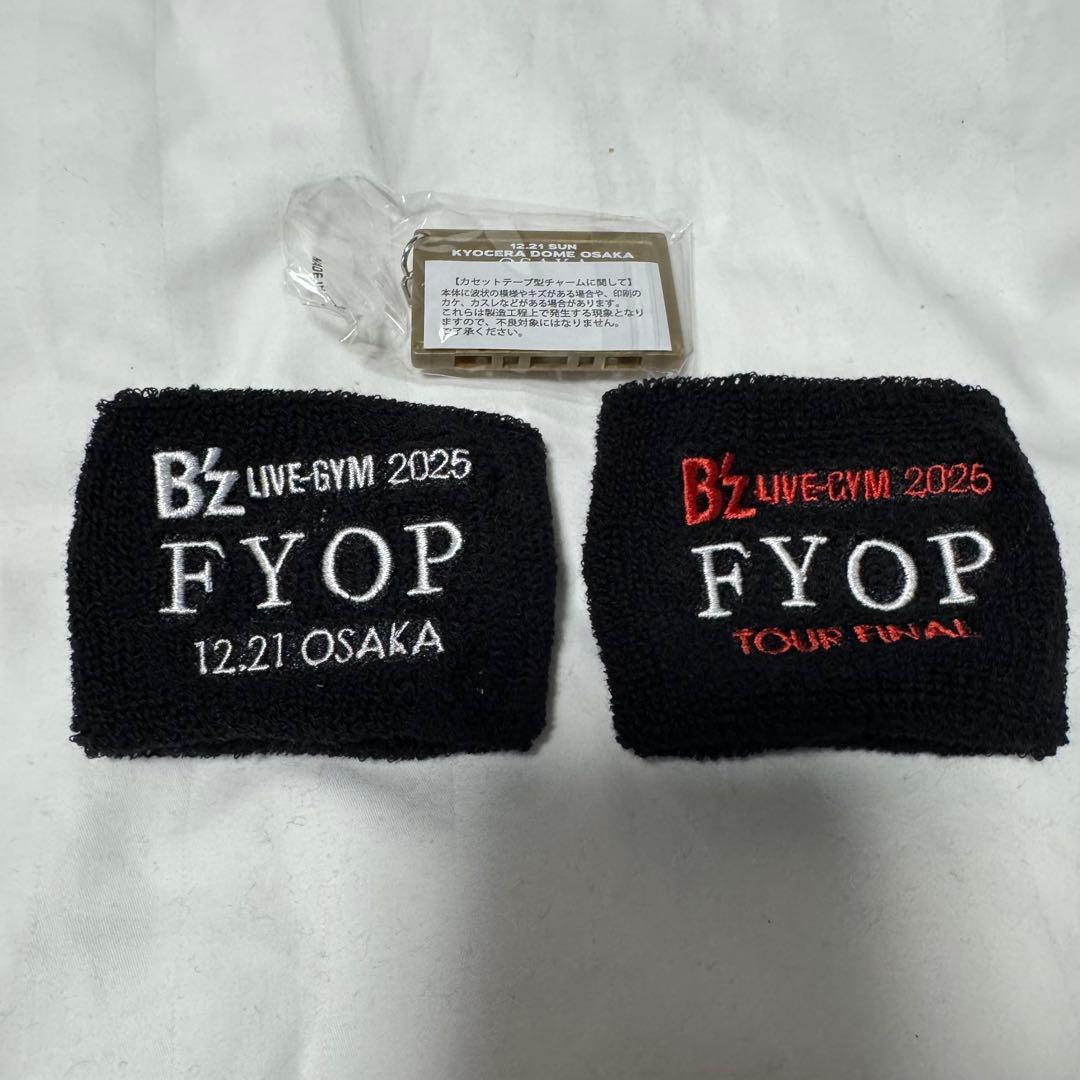 12.21 SUN
KYOCERA DOME OSAKA
OSAKA
【カセットテープ型チャームに関して】
本体に波状の模様やキズがある場合や、印刷の
カケ、カスレなどがある場合があります。
これらは製造工程上で発生する現象となり
ますので、不良対象にはなりません。
ご了承ください。
B'z LIVE-GYM 2025
FYOP
12.21 OSAKA
B'z LIVE-GYM 2025
FYOP
TOUR FINAL